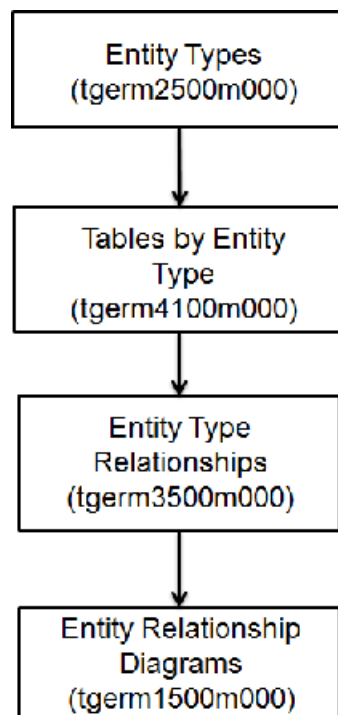 Entity Types
(tgerm2500m000)
Tables by Entity
Type
(tgerm4100m000)
Entity Type
Relationships
(tgerm3500m000)
Entity Relationship
Diagrams
(tgerm1500m000)